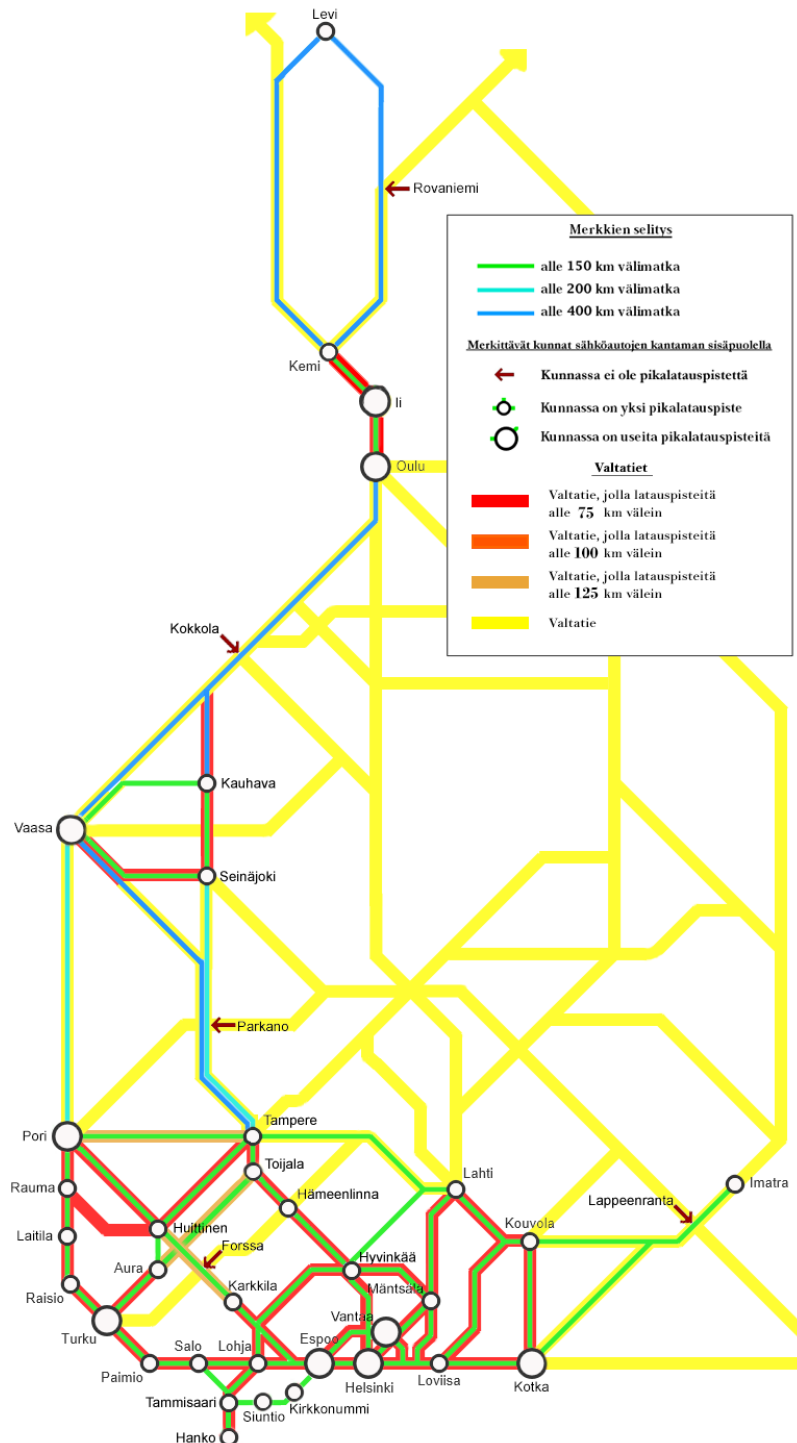 Levi
Rovaniemi
Merkkien selitys
alle 150 km välimatka
alle 200 km välimatka
alle 400 km välimatka
Merkittävät kunnat sähköautojen kantaman sisäpuolella
Kunnassa ei ole pikalatauspistettä
Kunnassa on yksi pikalatauspiste
Kunnassa on useita pikalatauspisteitä
Valtatiet
Valtatie, jolla latauspisteitä
alle 75 km välein
Valtatie, jolla latauspisteitä
alle 100 km välein
Valtatie, jolla latauspisteitä
alle 125 km välein
Valtatie
Kemi
Ii
Oulu
Kokkola
Kauhava
Vaasa
Seinäjoki
Parkano
Tampere
Pori
Toijala
Lahti
Rauma
Hämeenlinna
Lappeenranta
Imatra
Laitila
Huittinen
Forssa
Kouvola
Aura
Hyvinkää
Raisio
Karkkila
Mäntsälä
Vantaa
Turku
Espoo
Salo
Lohja
Paimio
Helsinki
Loviisa
Kotka
Tammisaari
Siuntio
Kirkkonummi
Hanko